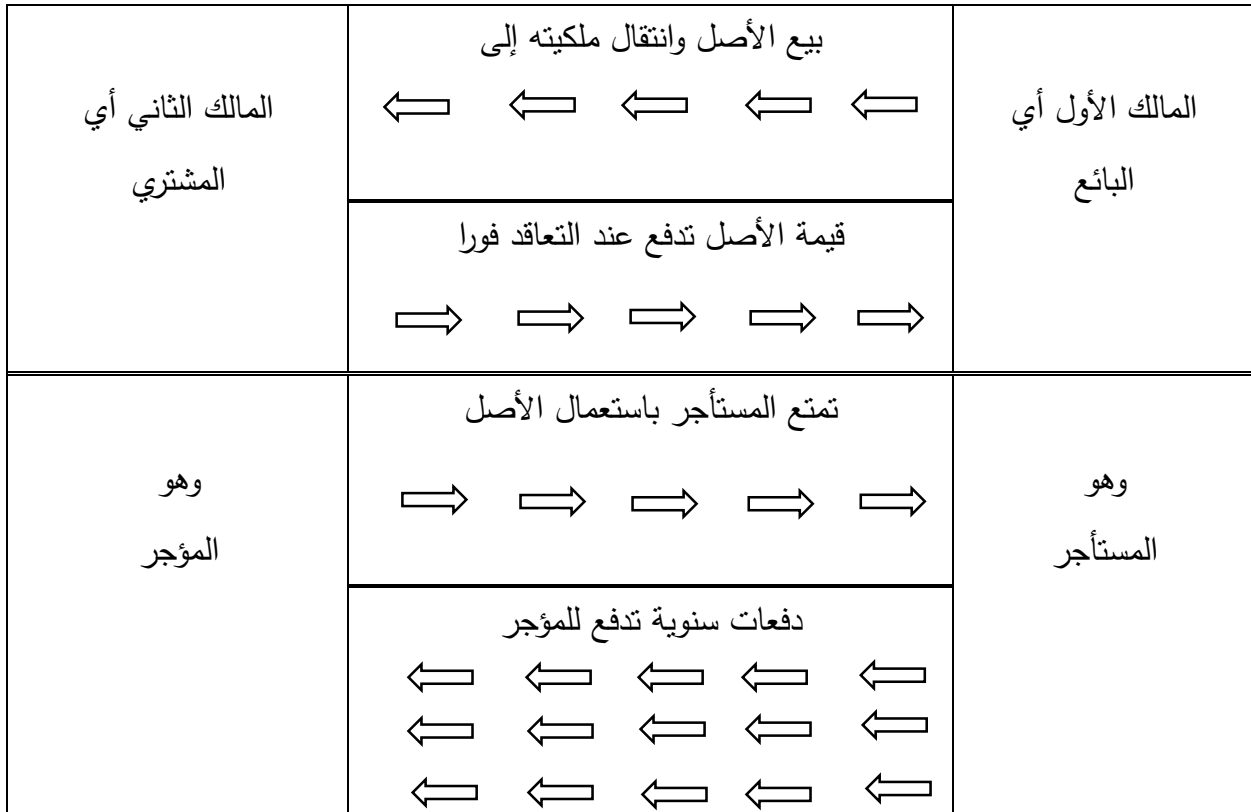 المالك الأول أي
البائع
بيع الأصل وانتقال ملكيته إلى
المالك الثاني أي
المشتري
قيمة الأصل تدفع عند التعاقد فورا
وهو
المستأجر
تمتع المستأجر باستعمال الأصل
وهو
المؤجر
دفعات سنوية تدفع للمؤجر